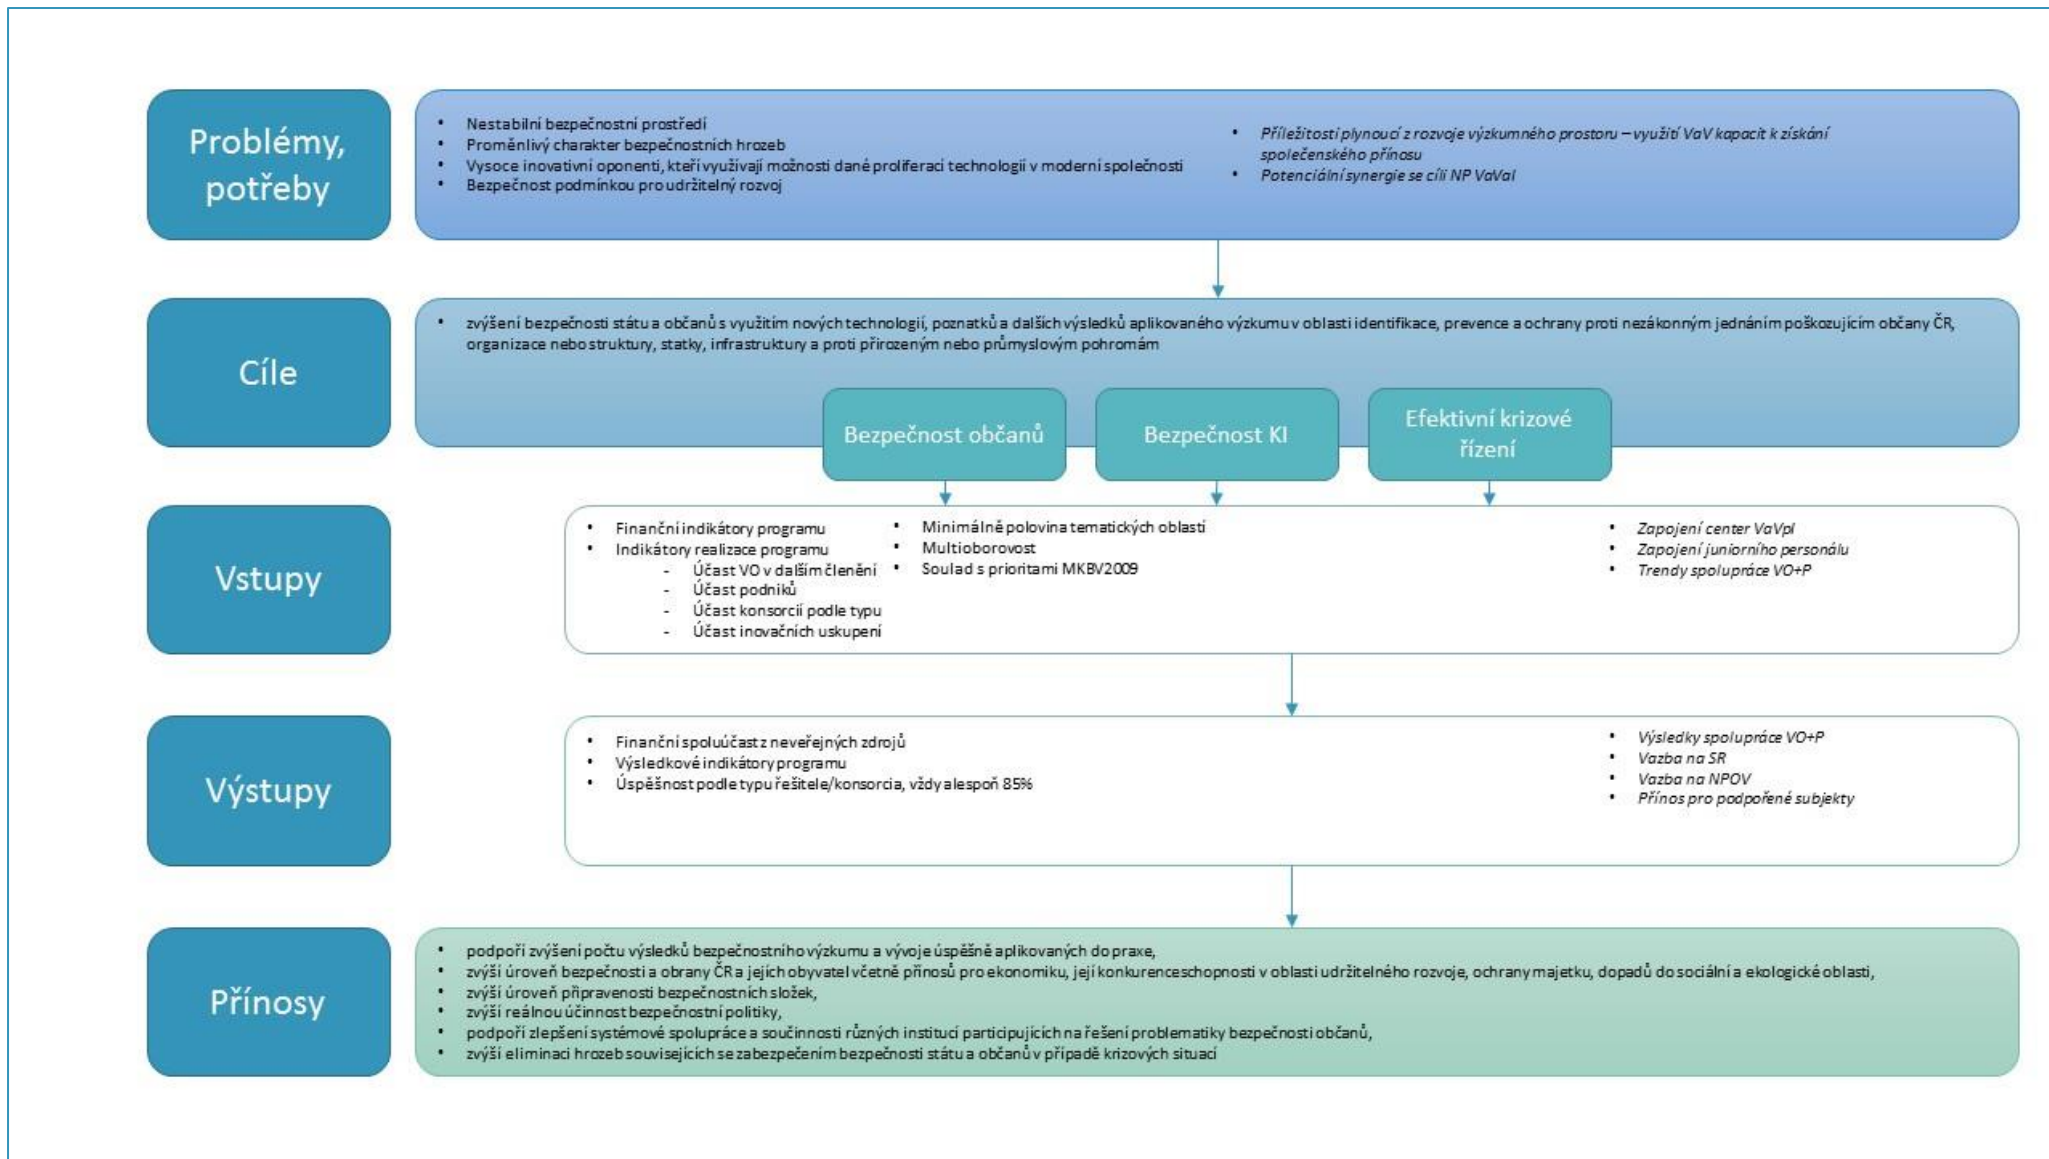 Problémy,
potřeby
• Nestabilní bezpečnostní prostředí
• Proměnlivý charakter bezpečnostních hrozeb
• Vysoce inovativní oponenti, kteří využívají možnosti dané proliferací technologií v moderní společnosti
• Bezpečnost podmínkou pro udržitelný rozvoj
• Příležitosti plynoucí z rozvoje výzkumného prostoru – využití VaV kapacit k získání
společenského přínosu
• Potenciální synergie se cíli NP VaVaI
Cíle
• zvýšení bezpečnosti státu a občanů s využitím nových technologií, poznatků a dalších výsledků aplikovaného výzkumu v oblasti identifikace, prevence a ochrany proti nezákonným jednáním poškozujícím občany ČR,
organizace nebo struktury, statky, infrastruktury a proti přirozeným nebo průmyslovým pohromám
Bezpečnost občanů
Bezpečnost KI
Efektivní krizové
řízení
Vstupy
• Finanční indikátory programu
• Indikátory realizace programu
- Účast VO v dalším členění
- Účast podniků
- Účast konsorcií podle typu
- Účast inovačních uskupení
• Minimálně polovina tematických oblastí
• Multioborovost
• Soulad s prioritami MKBV2009
• Zapojení center VaVpI
• Zapojení juniorního personálu
• Trendy spolupráce VO+P
Výstupy
• Finanční spoluúčast z neveřejných zdrojů
• Výsledkové indikátory programu
• Úspěšnost podle typu řešitele/konsorcia, vždy alespoň 85%
• Výsledky spolupráce VO+P
• Vazba na SR
• Vazba na NPOV
• Přínos pro podpořené subjekty
Přínosy
• podpoří zvýšení počtu výsledků bezpečnostního výzkumu a vývoje úspěšně aplikovaných do praxe,
• zvýší úroveň bezpečnosti a obrany ČR a jejích obyvatel včetně přínosů pro ekonomiku, její konkurenceschopnosti v oblasti udržitelného rozvoje, ochrany majetku, dopadů do sociální a ekologické oblasti,
• zvýší úroveň připravenosti bezpečnostních složek,
• zvýší reálnou účinnost bezpečnostní politiky,
• podpoří zlepšení systémové spolupráce a součinnosti různých institucí participujících na řešení problematiky bezpečnosti občanů,
• zvýší eliminaci hrozeb souvisejících se zabezpečením bezpečnosti státu a občanů v případě krizových situací